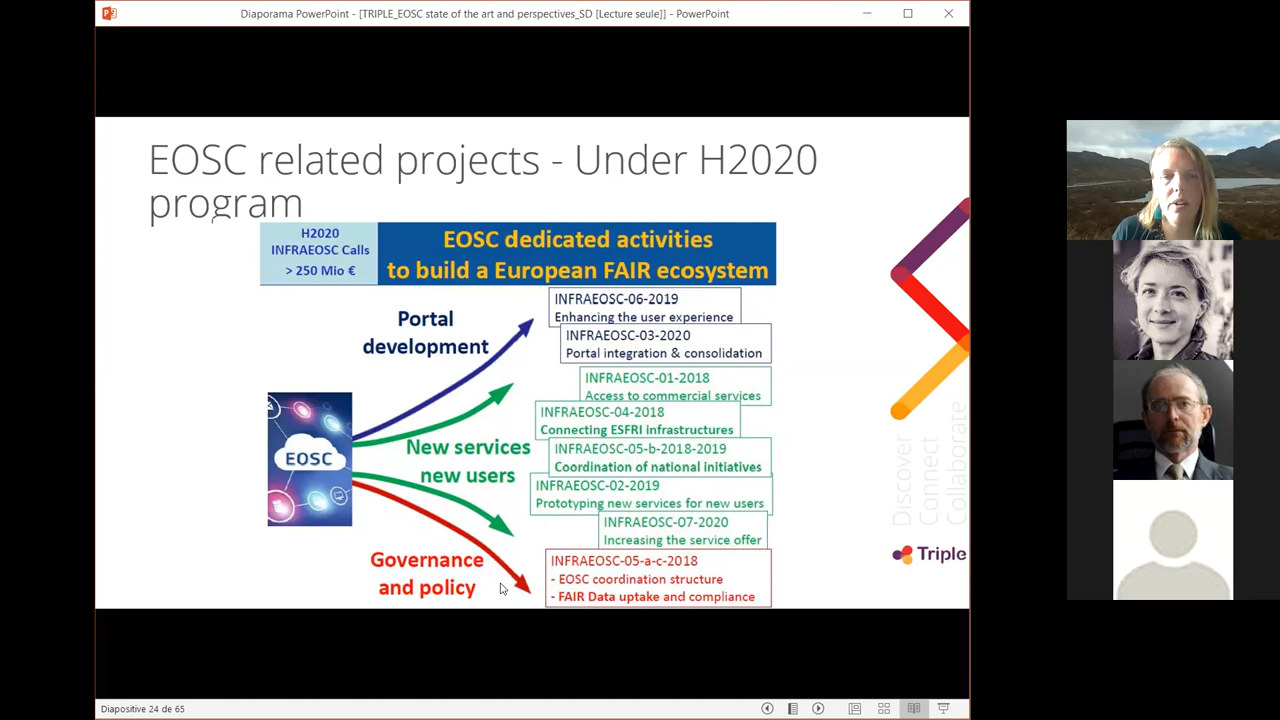 Diaporama PowerPoint - [TRIPLE_EOSC state of the art and perspectives_SD [Lecture seule]] - PowerPoint
EOSC related projects - Under H2020
program
H2020
INFRAEOSC Calls
> 250 Mio €
EOSC dedicated activities
to build a European FAIR ecosystem
Portal
development
INFRAEOSC-06-2019
Enhancing the user experience
INFRAEOSC-03-2020
Portal integration & consolidation
INFRAEOSC-01-2018
Access to commercial services
INFRAEOSC-04-2018
Connecting ESFRI infrastructures
New services
new users
INFRAEOSC-05-b-2018-2019
Coordination of national initiatives
INFRAEOSC-02-2019
Prototyping new services for new users
INFRAEOSC-07-2020
Increasing the service offer
EOSC
Governance
and policy
INFRAEOSC-05-a-c-2018
- EOSC coordination structure
- FAIR Data uptake and compliance
Discover
Connect
Collaborate
Triple
Diapositive 24 de 65